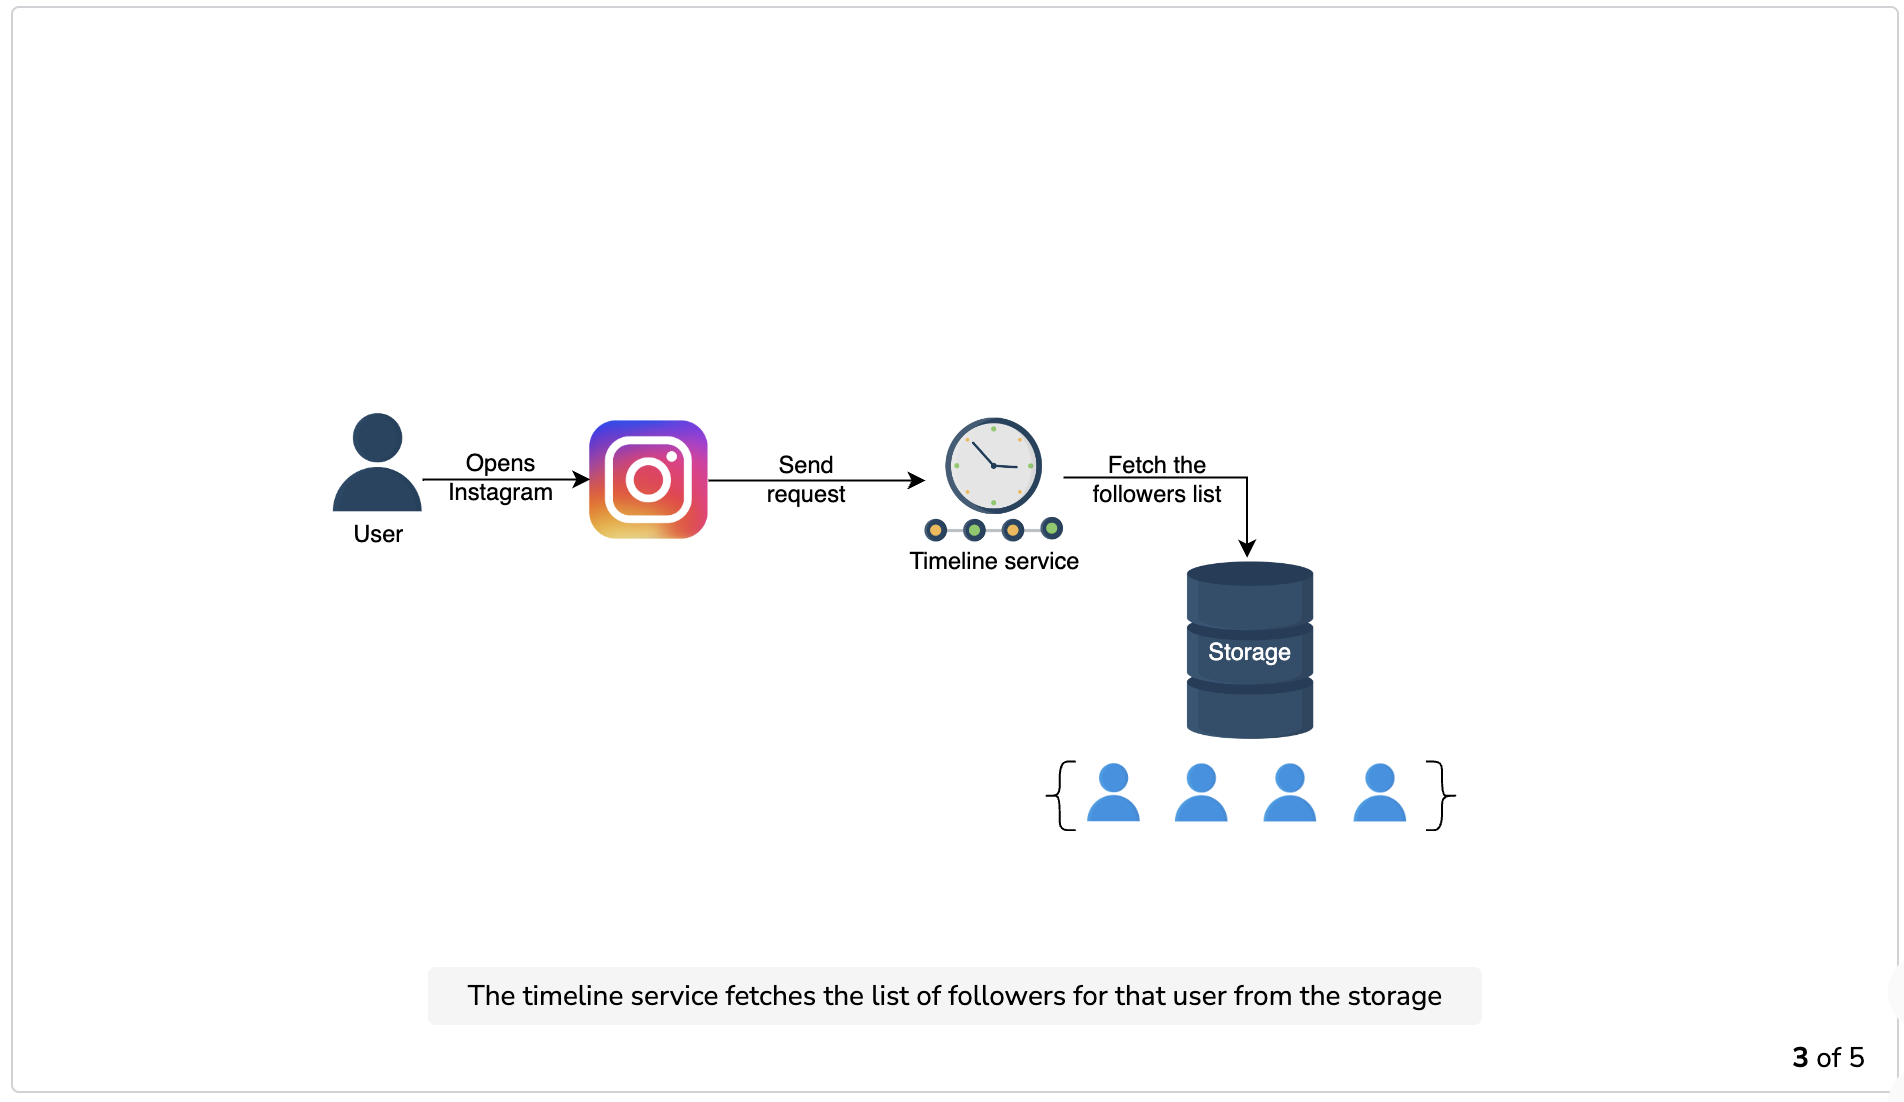 Opens
Instagram
User
Send
request
Timeline service
Fetch the
followers list
Storage
The timeline service fetches the list of followers for that user from the storage
3 of 5